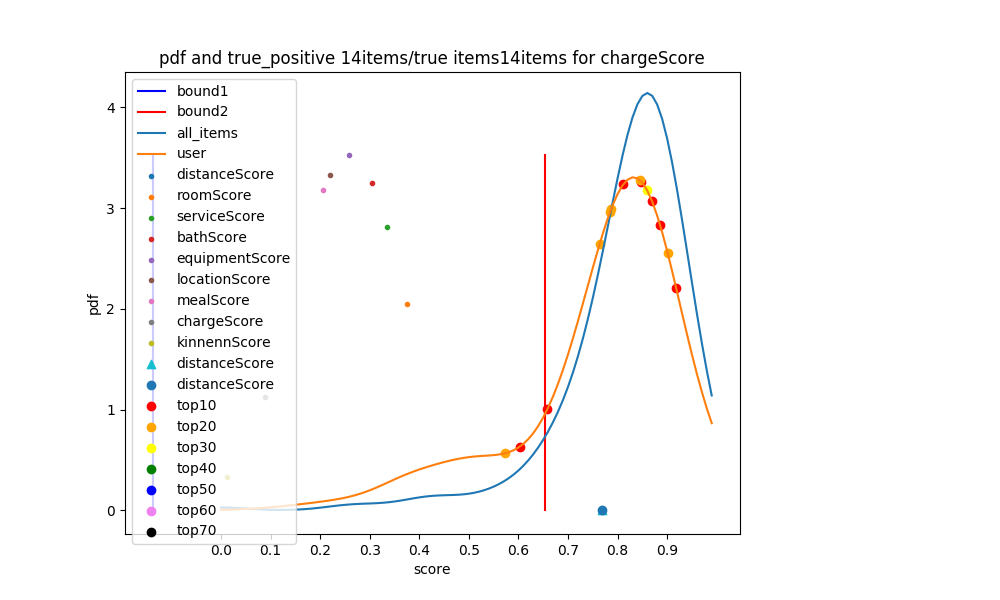 pdf and true_positive 14items/true items14items for chargeScore
bound1
bound2
all_items
user
distanceScore
roomScore
serviceScore
bathScore
equipmentScore
locationScore
mealScore
chargeScore
kinnennScore
distanceScore
distanceScore
top10
top20
top30
top40
top50
top60
top70
pdf
4
3
2
1
0
0.0 0.1 0.2 0.3 0.4 0.5 0.6 0.7 0.8 0.9
score